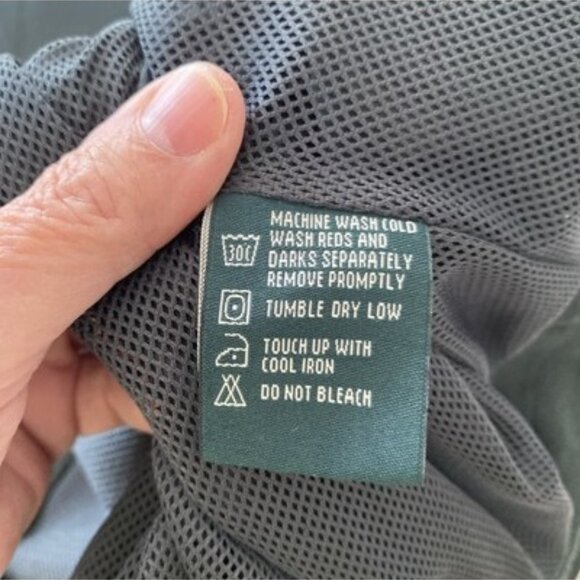 MACHINE WASH COLD
WASH REDS AND
30C DARKS SEPARATELY
REMOVE PROMPTLY
TUMBLE DRY LOW
TOUCH UP WITH
COOL IRON
DO NOT BLEACH